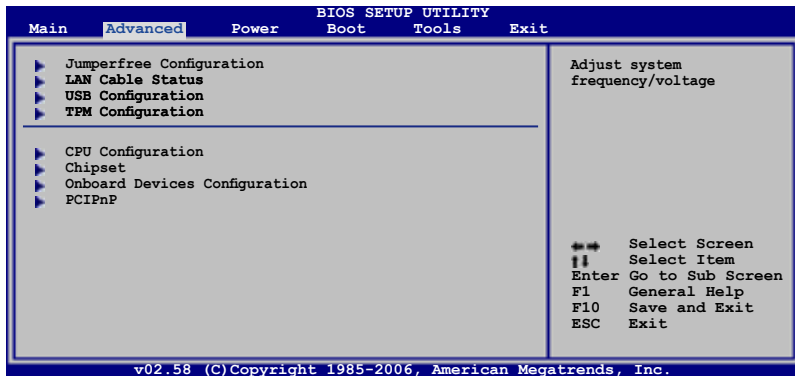 BIOS SETUP UTILITY
Main Advanced Power Boot Tools Exit
Jumperfree Configuration
LAN Cable Status
USB Configuration
TPM Configuration
CPU Configuration
Chipset
Onboard Devices Configuration
PCIPnP
Adjust system
frequency/voltage
Select Screen
Select Item
Enter Go to Sub Screen
F1 General Help
F10 Save and Exit
ESC Exit
v02.58 (C)Copyright 1985-2006, American Megatrends, Inc.